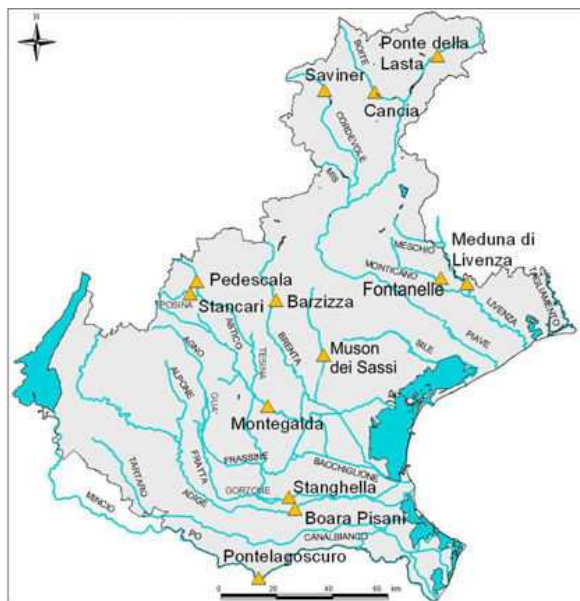 N
Ponte della
Lasta
BOITE
Saviner
Cancia
CORDEVOLE
MIS
MESCHIO
Meduna di
Livenza
MONTICANO
Fontanelle
LIVENZA
TAGLIAMENTO
PIAVE
Pedescala
POSINA
Stancari
Barzizza
ASTICO
TESINA
BRENTA
SILE
Muson
dei Sassi
AGNO
ALPONE
GUA'
Montegalda
FRASSINE
BACCHIGLIONE
FRATTA
GORZONE
Stanghella
TARTARO
ADIGE
Boara Pisani
MINCIO
PO
CANALBIANCO
Pontelagoscuro
0 20 40 60
km